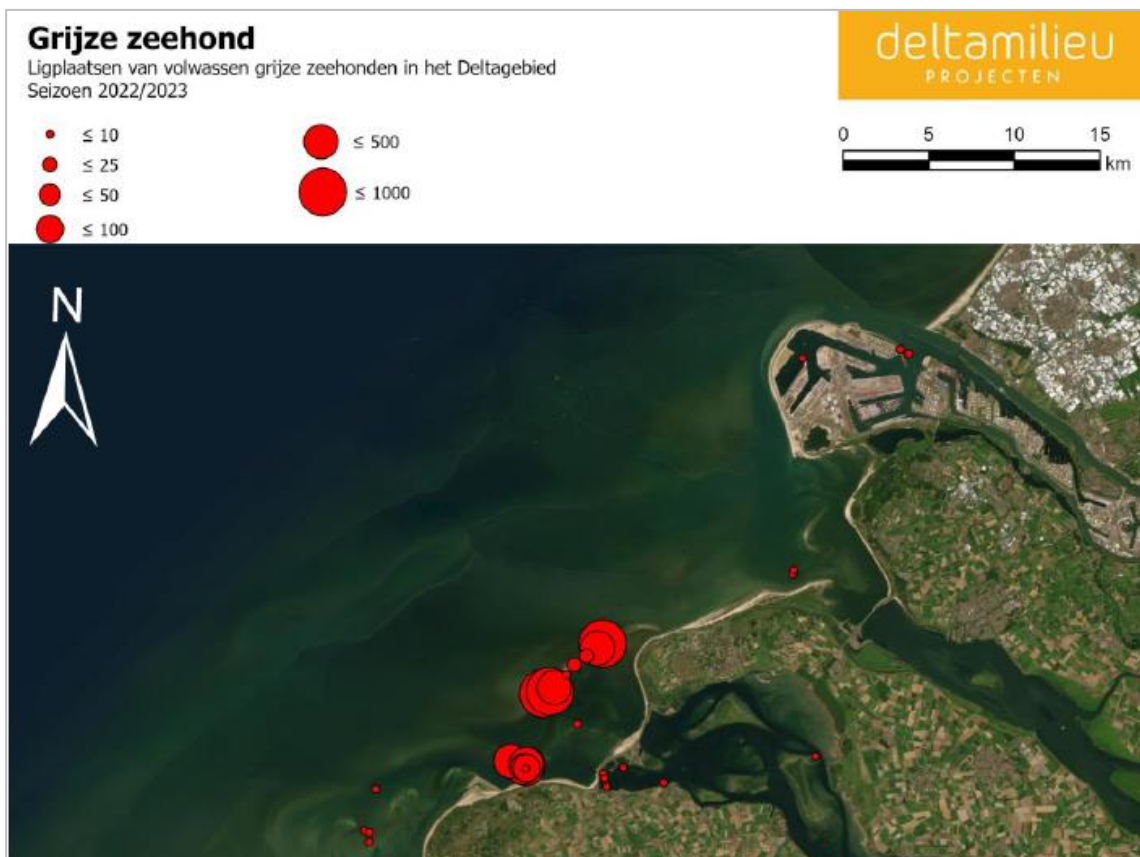 Grijze zeehond
Ligplaatsen van volwassen grijze zeehonden in het Deltagebied
Seizoen 2022/2023
≤ 10
≤ 25
≤ 50
≤ 100
≤ 500
≤ 1000
deltamilieu
PROJECTEN
0 5 10 15
km
N